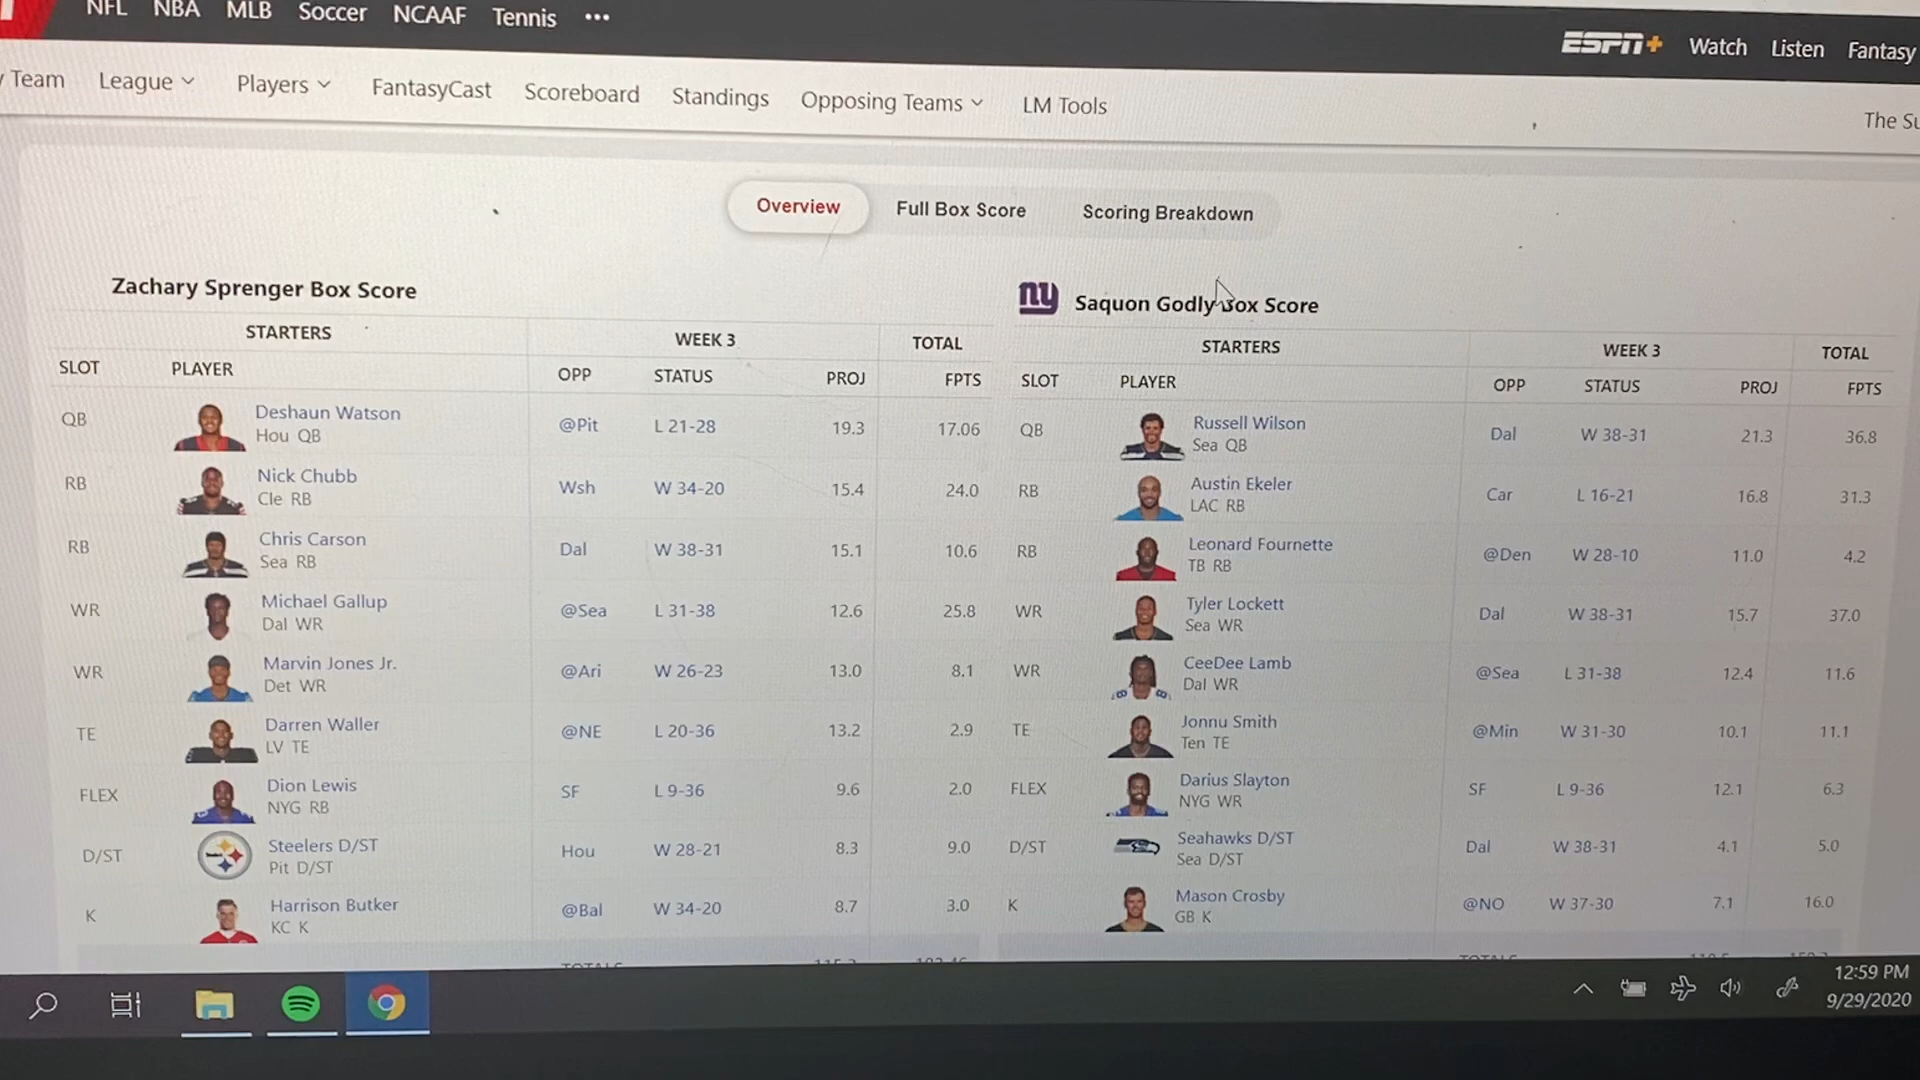 NFL NBA MLB Soccer NCAAF Tennis •••
ESPN+ Watch Listen Fantasy
Team League Players FantasyCast Scoreboard Standings Opposing Teams LM Tools
The
Overview Full Box Score Scoring Breakdown
Zachary Sprenger Box Score
STARTERS WEEK 3 TOTAL
SLOT PLAYER OPP STATUS PROJ FPTS
QB Deshaun Watson @Pit L 21-28 19.3 17.06
Hou QB
RB Nick Chubb Wsh W 34-20 15.4 24.0
Cle RB
RB Chris Carson Dal W 38-31 15.1 10.6
Sea RB
WR Michael Gallup @Sea L 31-38 12.6 25.8
Dal WR
WR Marvin Jones Jr. @Ari W 26-23 13.0 8.1
Det WR
TE Darren Waller @NE L 20-36 13.2 2.9
LV TE
FLEX Dion Lewis SF L 9-36 9.6 2.0
NYG RB
D/ST Steelers D/ST Hou W 28-21 8.3 9.0
Pit D/ST
K Harrison Butker @Bal W 34-20 8.7 3.0
KC K
ny Saquon Godly Box Score
STARTERS WEEK 3 TOTAL
SLOT PLAYER OPP STATUS PROJ FPTS
QB Russell Wilson Dal W 38-31 21.3 36.8
Sea QB
RB Austin Ekeler Car L 16-21 16.8 31.3
LAC RB
RB Leonard Fournette @Den W 28-10 11.0 4.2
TB RB
WR Tyler Lockett Dal W 38-31 15.7 37.0
Sea WR
WR CeeDee Lamb @Sea L 31-38 12.4 11.6
Dal WR
TE Jonnu Smith @Min W 31-30 10.1 11.1
Ten TE
FLEX Darius Slayton SF L 9-36 12.1 6.3
NYG WR
D/ST Seahawks D/ST Dal W 38-31 4.1 5.0
Sea D/ST
K Mason Crosby @NO W 37-30 7.1 16.0
GB K
12:59 PM
9/29/2020